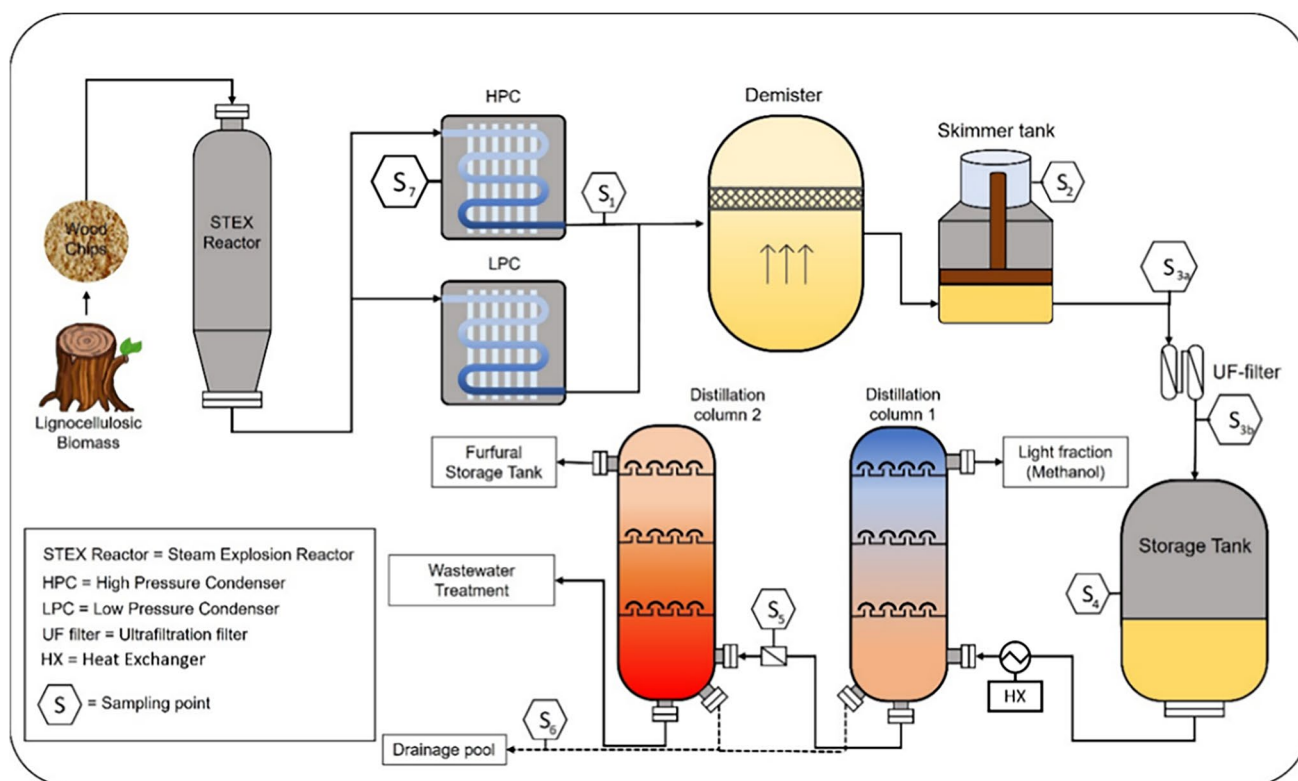 HPC
Demister
Skimmer tank
S7
S1
S2
STEX
Reactor
Wood
Chips
LPC
S3a
UF-filter
S3b
Lignocellulosic
Biomass
Distillation
column 2
Distillation
column 1
Furfural
Storage Tank
Light fraction
(Methanol)
Storage Tank
S4
Wastewater
Treatment
S5
HX
S6
Drainage pool
STEX Reactor = Steam Explosion Reactor
HPC = High Pressure Condenser
LPC = Low Pressure Condenser
UF filter = Ultrafiltration filter
HX = Heat Exchanger
S = Sampling point